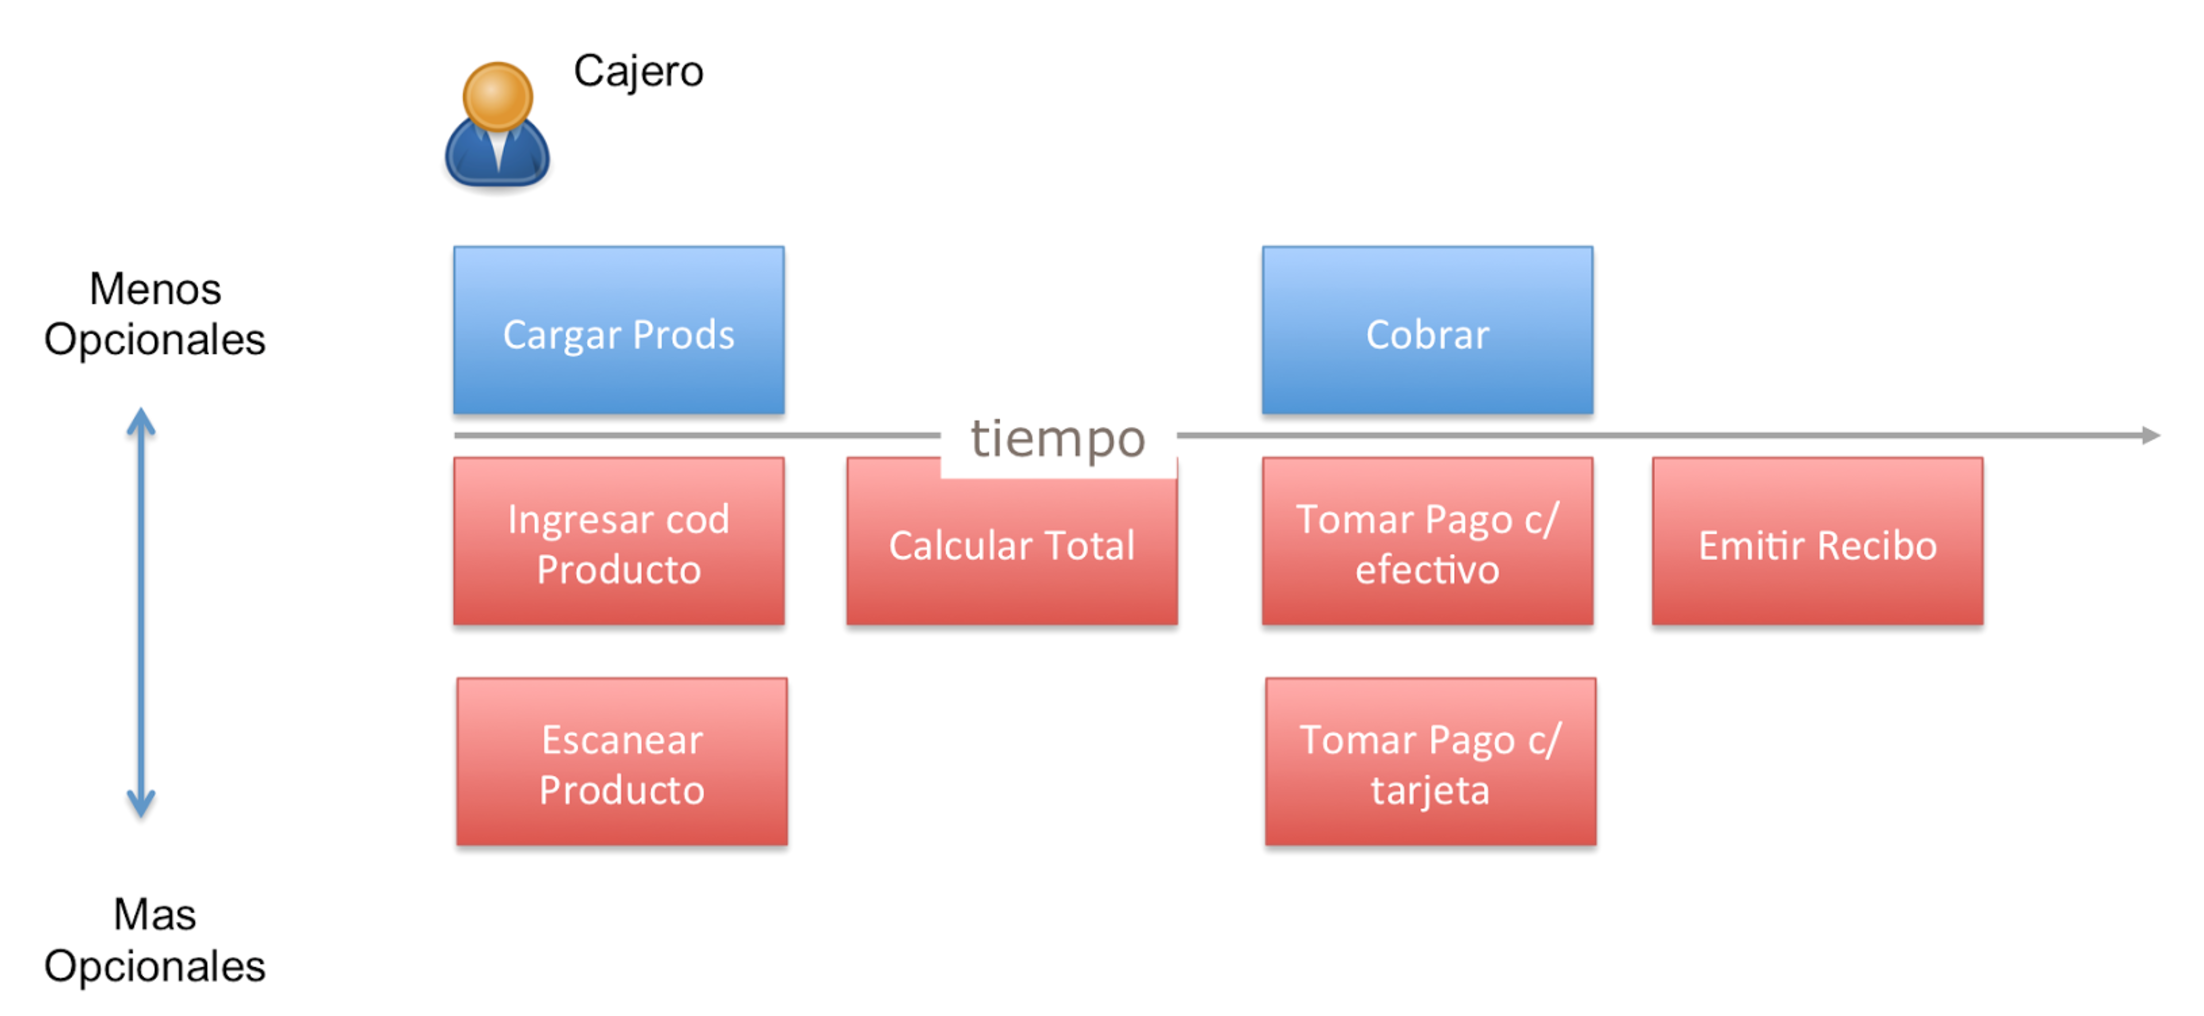 Cajero
Menos
Opcionales
Cargar Prods
Cobrar
tiempo
Ingresar cod
Producto
Calcular Total
Tomar Pago c/
efectivo
Emitir Recibo
Escanear
Producto
Tomar Pago c/
tarjeta
Mas
Opcionales